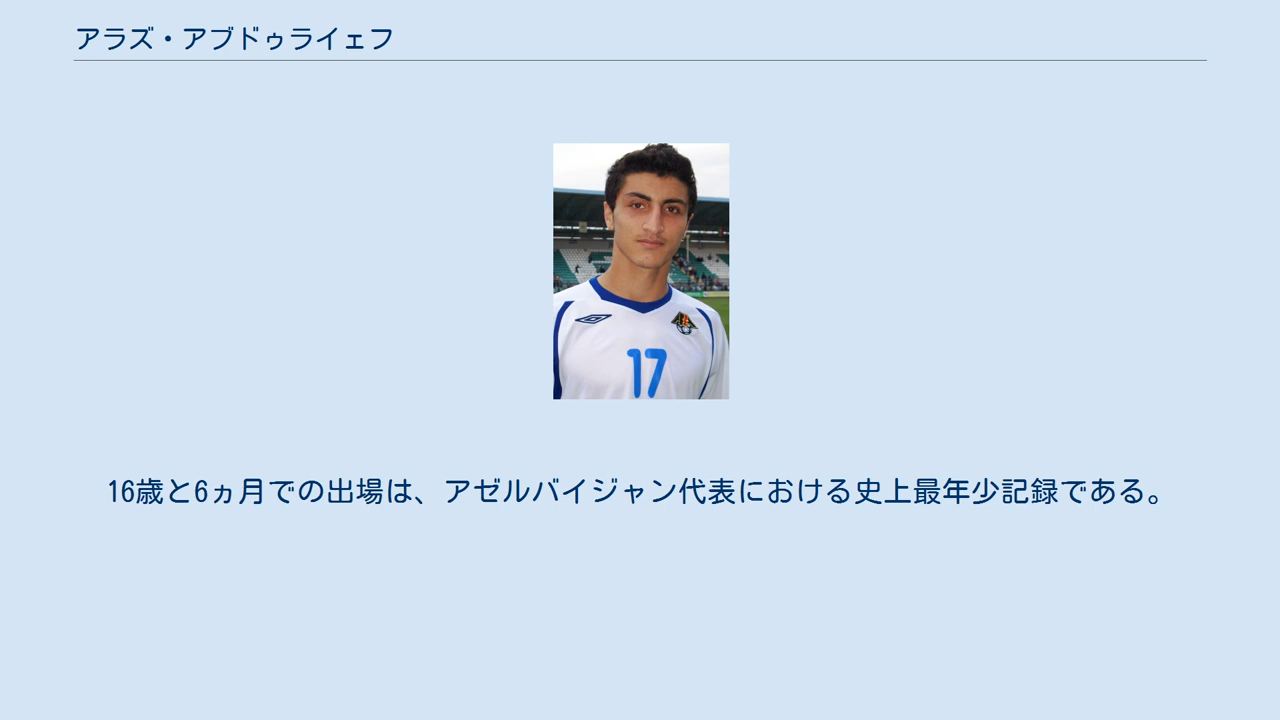 アラズ・アブドゥライェフ
17
16歳と6ヵ月での出場は、アゼルバイジャン代表における史上最年少記録である。